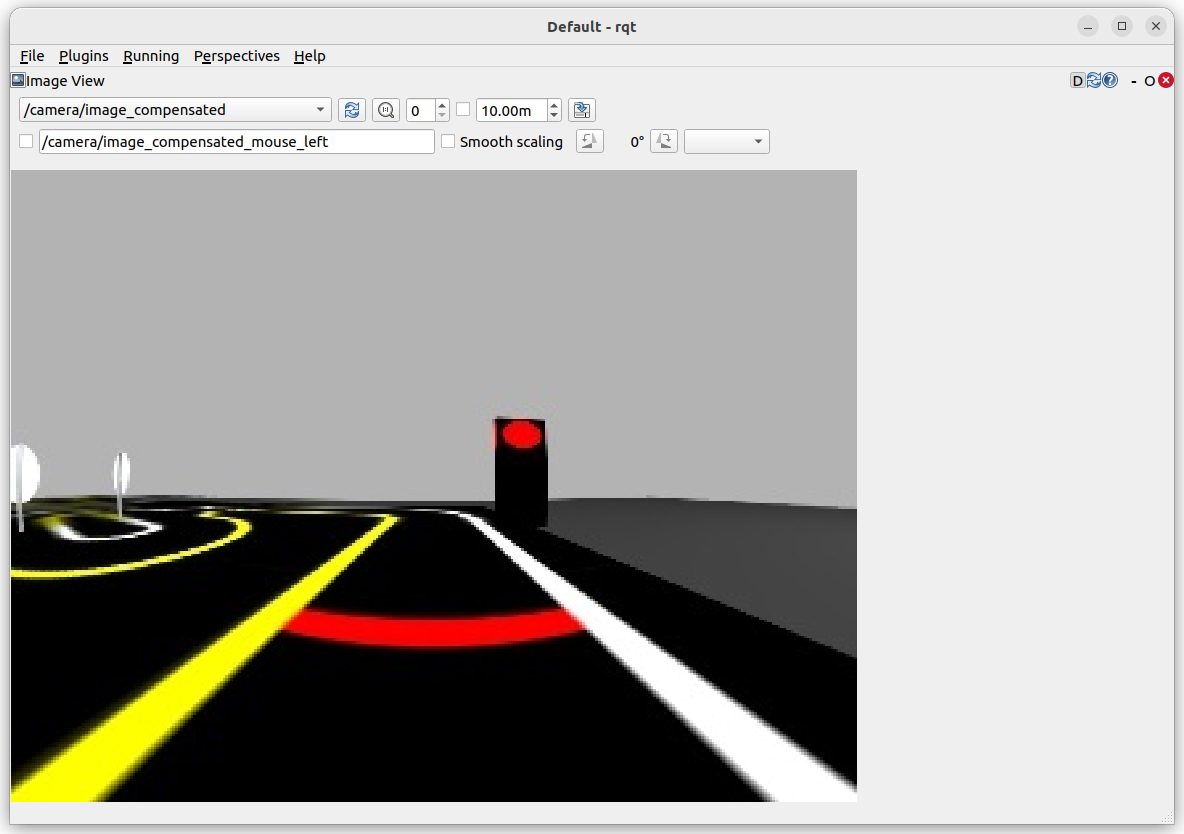 Default - rqt
File Plugins Running Perspectives Help
Image View D - O
/camera/image_compensated 0 10.00m
/camera/image_compensated_mouse_left Smooth scaling 0°